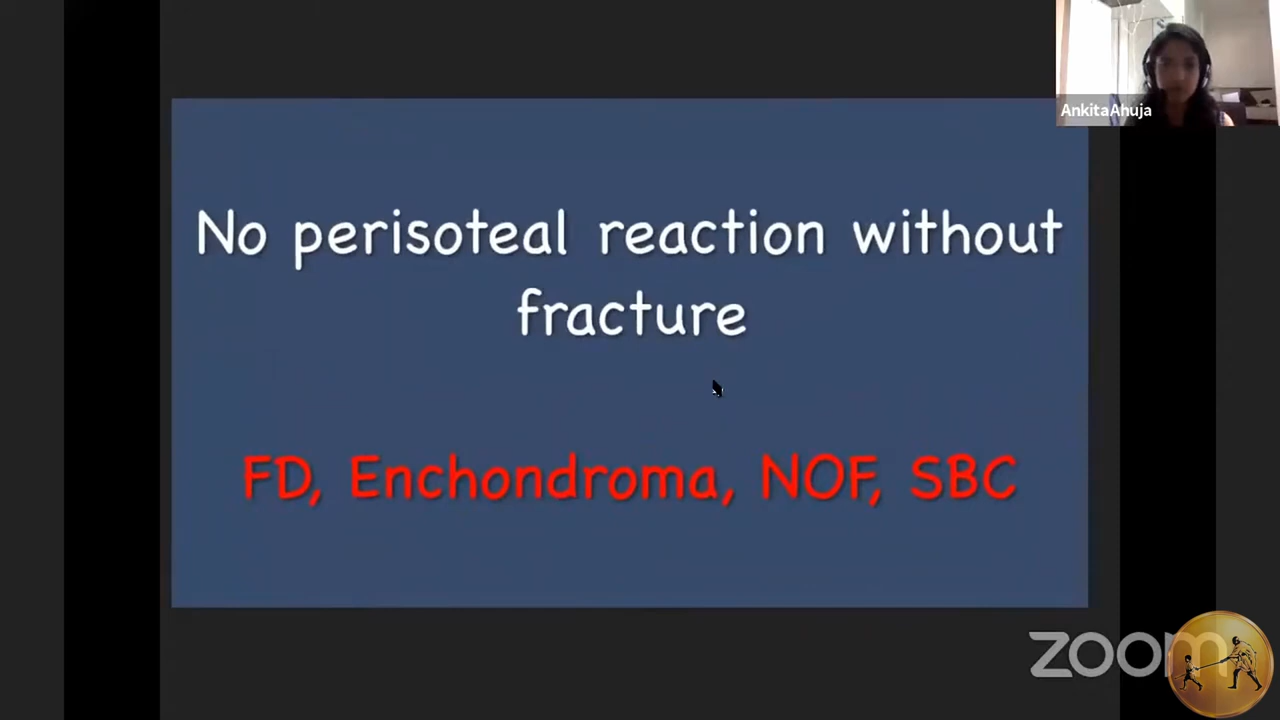 AnkitaAhuja
No perisoteal reaction without
fracture
FD, Enchondroma, NOF, SBC
zoom